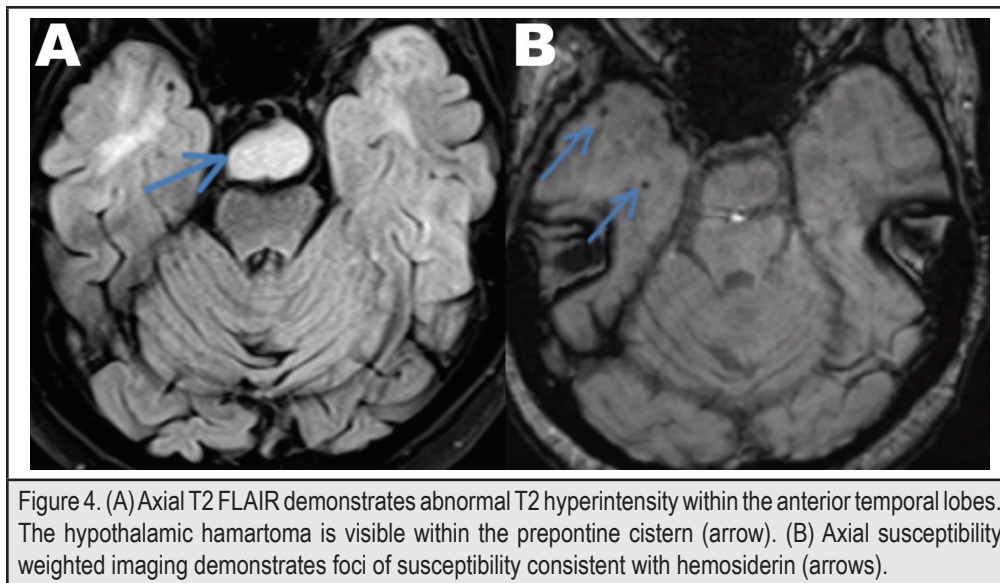 A B
Figure 4. (A) Axial T2 FLAIR demonstrates abnormal T2 hyperintensity within the anterior temporal lobes.
The hypothalamic hamartoma is visible within the prepontine cistern (arrow). (B) Axial susceptibility
weighted imaging demonstrates foci of susceptibility consistent with hemosiderin (arrows).